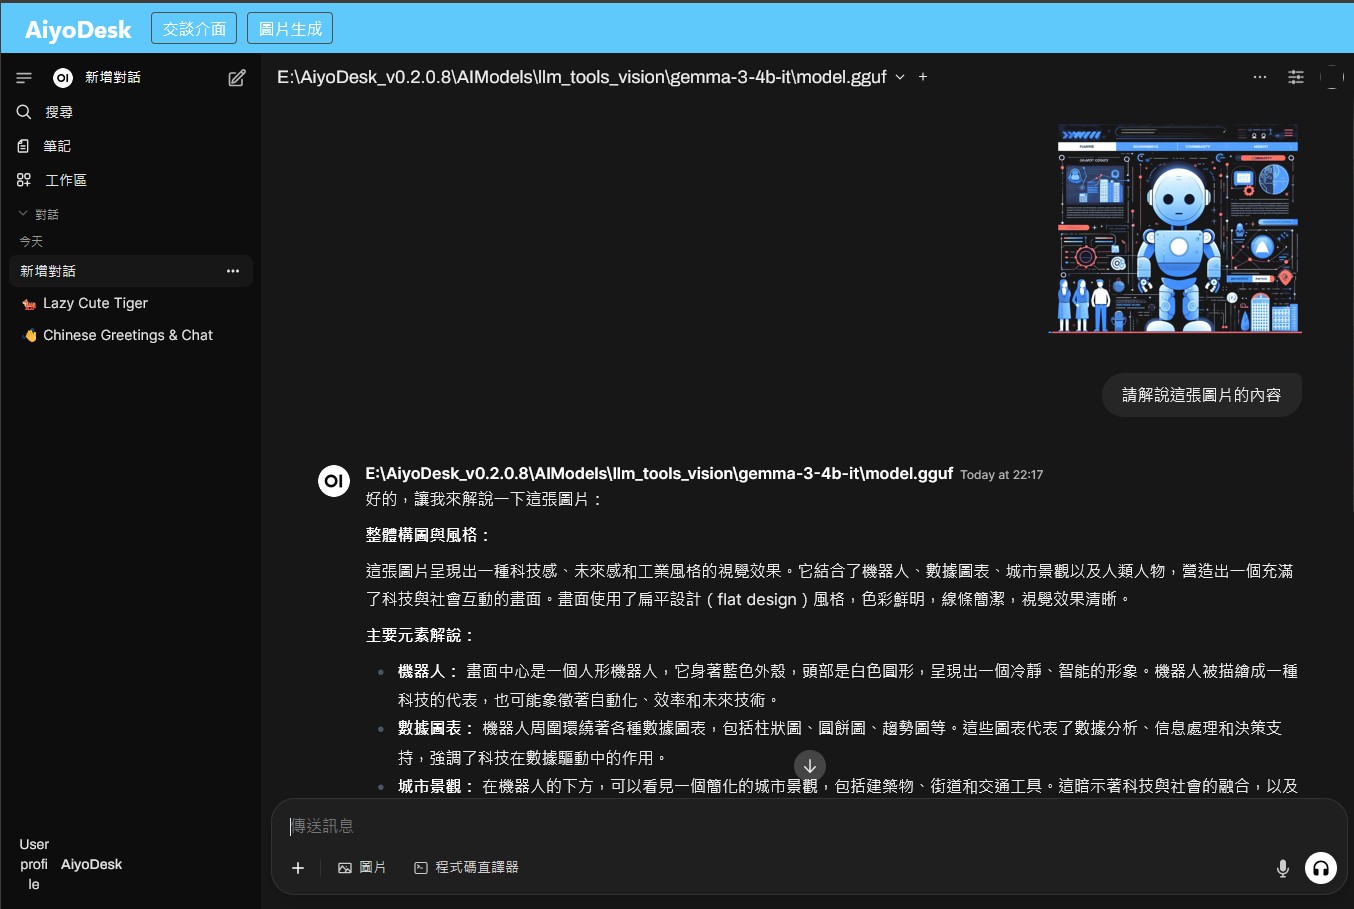 AiyoDesk 交談介面 圖片生成
OI 新增對話
搜尋
筆記
工作區
對話
今天
新增對話
Lazy Cute Tiger
Chinese Greetings & Chat
User profile AiyoDesk
E:\AiyoDesk_v0.2.0.8\AIModels\llm_tools_vision\gemma-3-4b-it\model.gguf
請解說這張圖片的內容
OI
E:\AiyoDesk_v0.2.0.8\AIModels\llm_tools_vision\gemma-3-4b-it\model.gguf Today at 22:17
好的，讓我來解說一下這張圖片：
整體構圖與風格：
這張圖片呈現出一種科技感、未來感和工業風格的視覺效果。它結合了機器人、數據圖表、城市景觀以及人類人物，營造出一個充滿
了科技與社會互動的畫面。畫面使用了扁平設計（flat design）風格，色彩鮮明，線條簡潔，視覺效果清晰。
主要元素解說：
機器人： 畫面中心是一個人形機器人，它身著藍色外殼，頭部是白色圓形，呈現出一個冷靜、智能的形象。機器人被描繪成一種
科技的代表，也可能象徵著自動化、效率和未來技術。
數據圖表： 機器人周圍環繞著各種數據圖表，包括柱狀圖、圓餅圖、趨勢圖等。這些圖表代表了數據分析、信息處理和決策支
持，強調了科技在數據驅動中的作用。
城市景觀： 在機器人的下方，可以看見一個簡化的城市景觀，包括建築物、街道和交通工具。這暗示著科技與社會的融合，以及
傳送訊息
圖片 程式碼直譯器